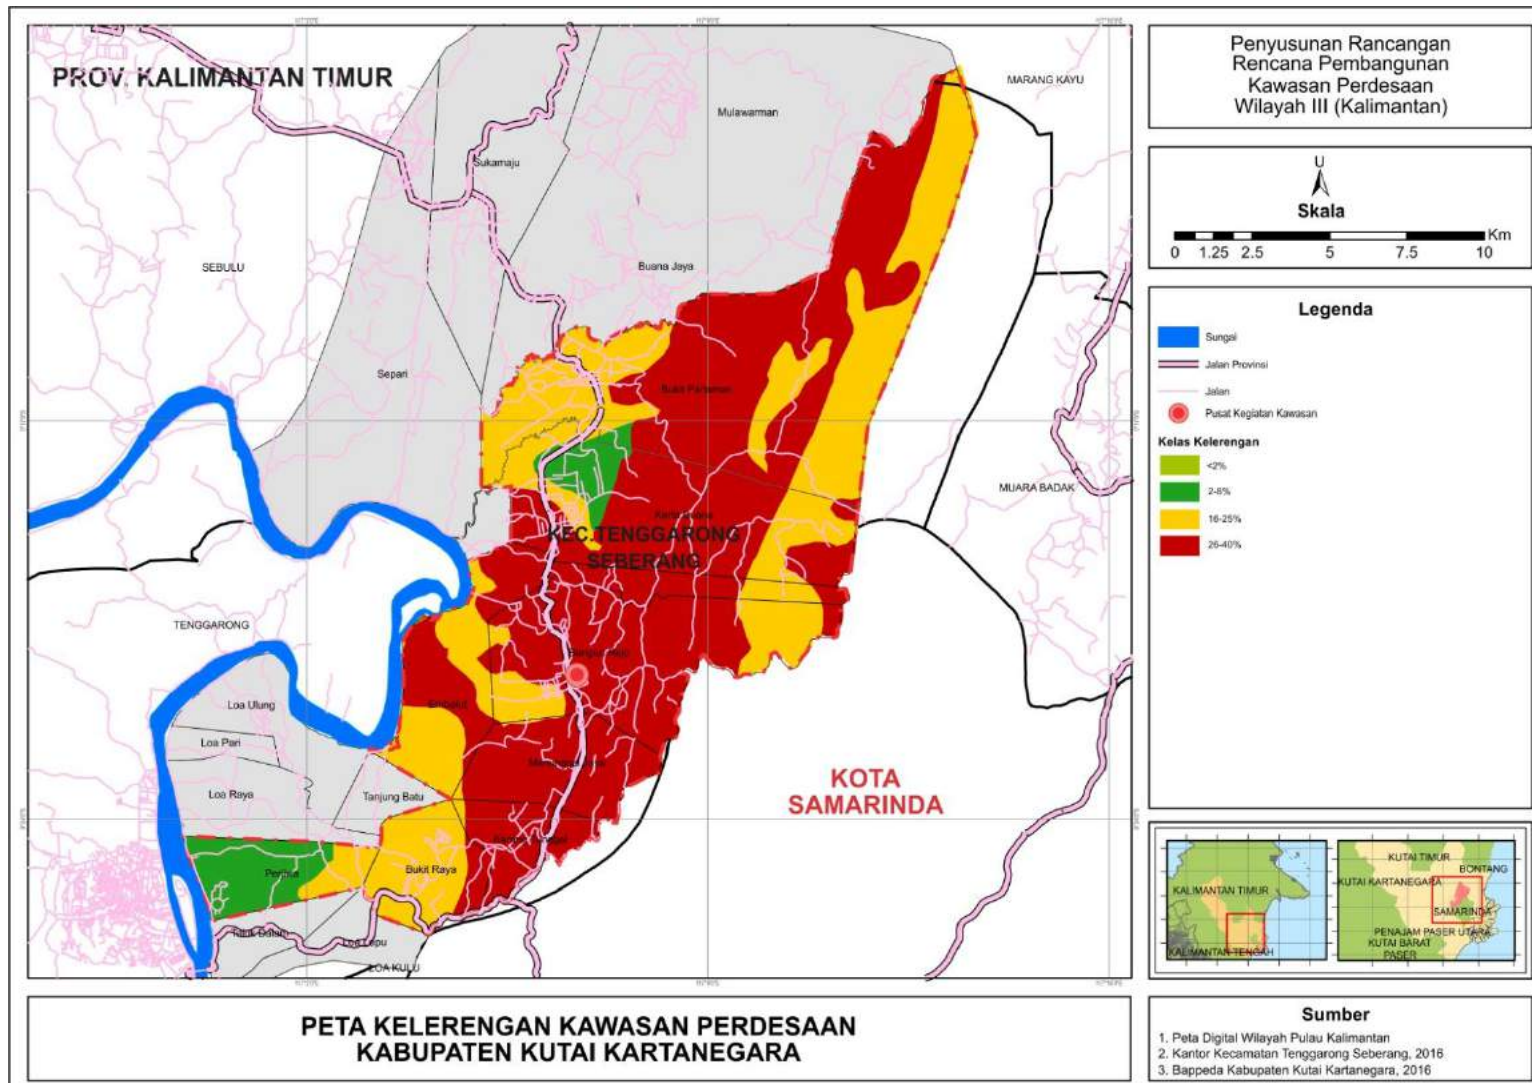 PROV. KALIMANTAN TIMUR
MARANG KAYU
Mulawarman
Sukamaju
SEBULU
Buana Jaya
Separi
MUARA BADAK
KEC.TENGGARONG
SEBERANG
TENGGARONG
Loa Ulung
Loa Pari
Loa Raya
Tanjung Batu
KOTA
SAMARINDA
Bukit Raya
Loa Lepu
LOA KULU
PETA KELERENGAN KAWASAN PERDESAAN
KABUPATEN KUTAI KARTANEGARA
Penyusunan Rancangan
Rencana Pembangunan
Kawasan Perdesaan
Wilayah III (Kalimantan)
U
Skala
Km
0 1.25 2.5 5 7.5 10
Legenda
Sungai
Jalan Provinsi
Jalan
Pusat Kegiatan Kawasan
Kelas Kelerengan
<2%
2-8%
16-25%
26-40%
KALIMANTAN TIMUR
KALIMANTAN TENGAH
KUTAI TIMUR
BONTANG
KUTAI KARTANEGARA
SAMARINDA
PENAJAM PASER UTARA
KUTAI BARAT
PASER
Sumber
1. Peta Digital Wilayah Pulau Kalimantan
2. Kantor Kecamatan Tenggarong Seberang, 2016
3. Bappeda Kabupaten Kutai Kartanegara, 2016